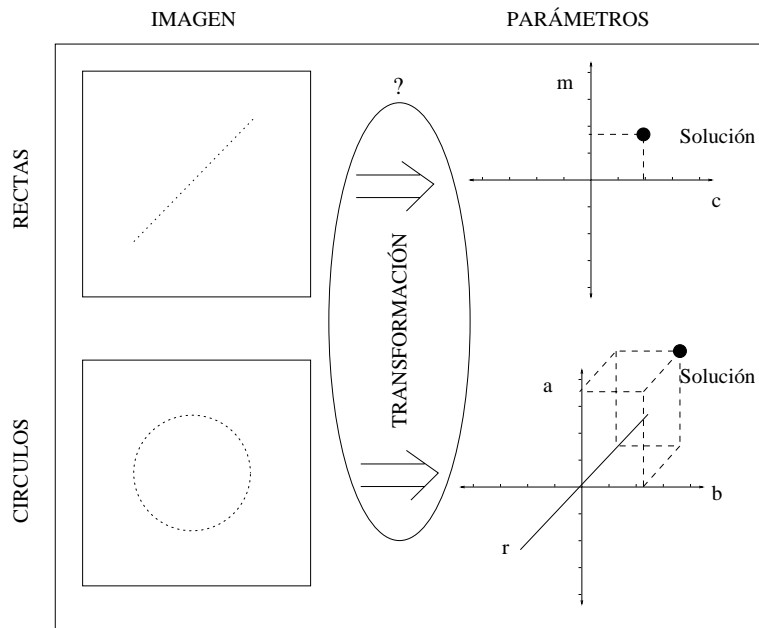 IMAGEN
PARÁMETROS
?
RECTAS
m
Solución
c
TRANSFORMACIÓN
CIRCULOS
a
Solución
b
r